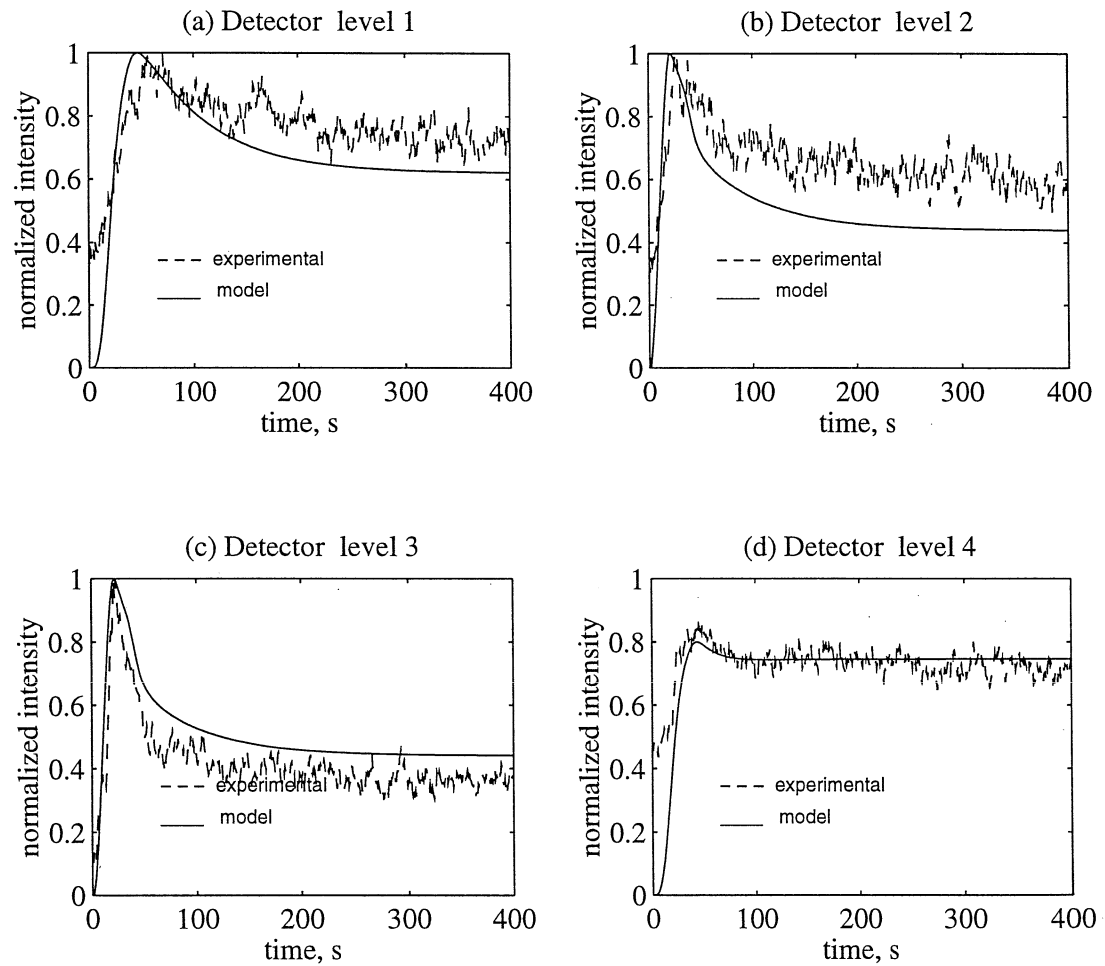 (a) Detector level 1
(b) Detector level 2
1
0.8
0.6
0.4
0.2
0
normalized intensity
experimental
model
0
100
200
300
400
time, s
1
0.8
0.6
0.4
0.2
0
normalized intensity
experimental
model
0
100
200
300
400
time, s
(c) Detector level 3
(d) Detector level 4
1
0.8
0.6
0.4
0.2
0
normalized intensity
experimental
model
0
100
200
300
400
time, s
1
0.8
0.6
0.4
0.2
0
normalized intensity
experimental
model
0
100
200
300
400
time, s